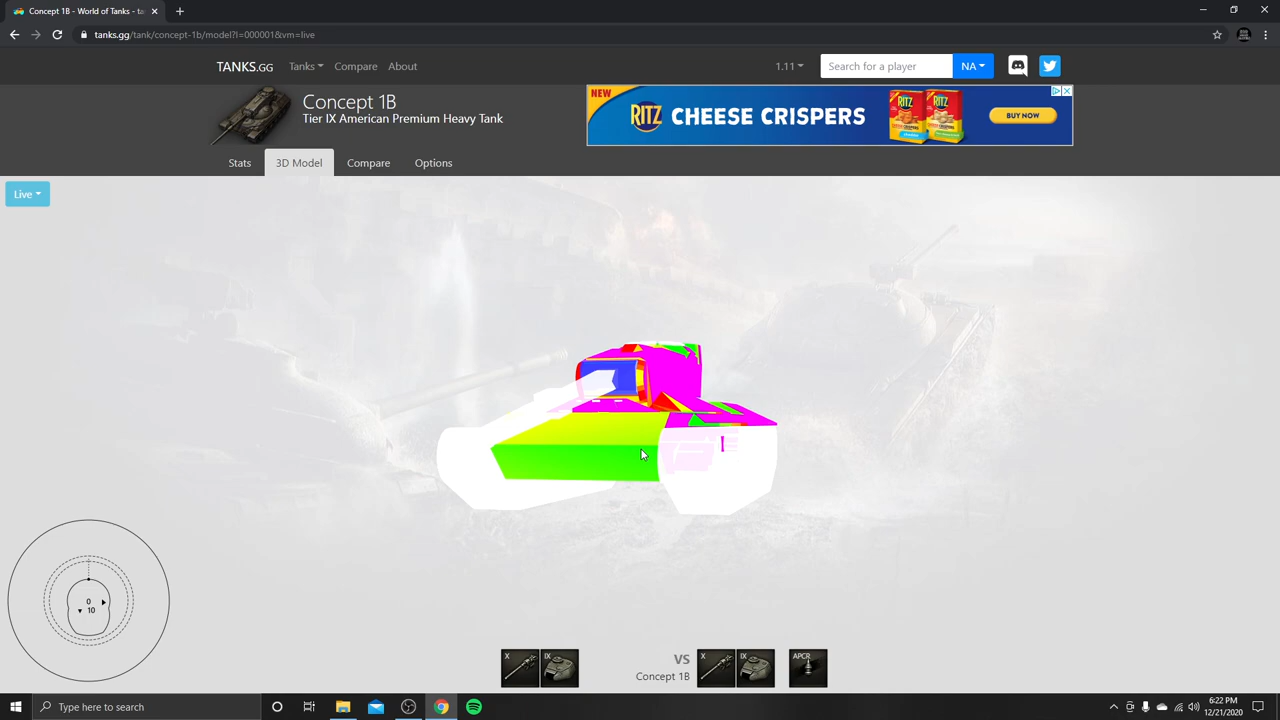 Concept 1B - World of Tanks - ta
tanks.gg/tank/concept-1b/model?l=000001&vm=live
TANKS.GG
Tanks
Compare
About
1.11
Search for a player
NA
Concept 1B
Tier IX American Premium Heavy Tank
NEW
RITZ CHEESE CRISPERS
RITZ
RITZ
BUY NOW
Stats
3D Model
Compare
Options
Live
0
10
X
IX
VS
Concept 1B
X
IX
APCR
Type here to search
6:22 PM
12/21/2020